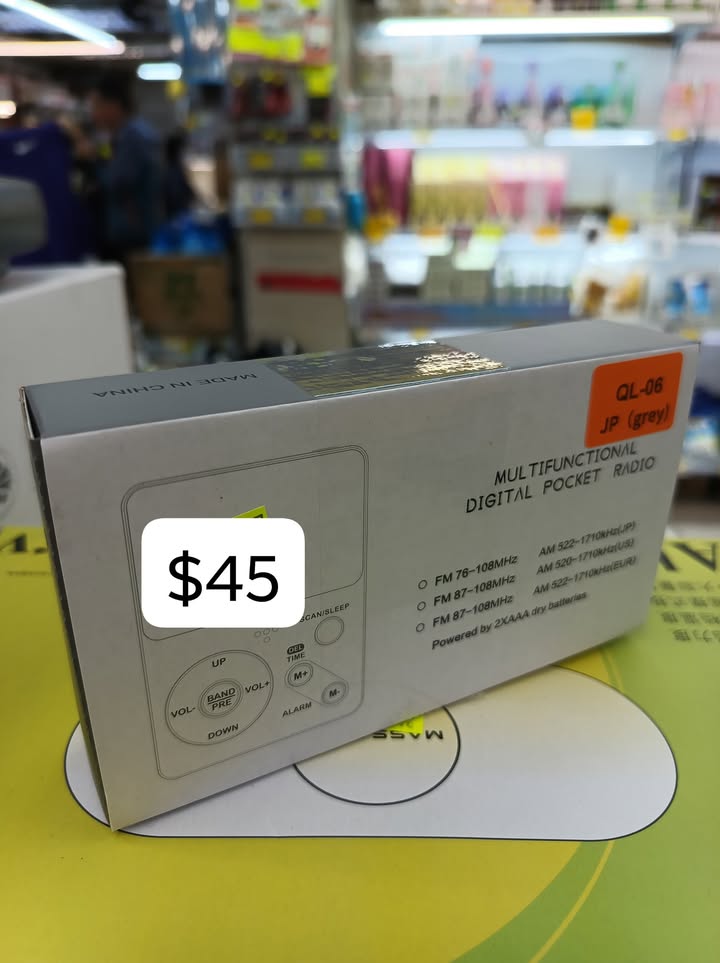 MADE IN CHINA
QL-06
JP (grey)
MULTIFUNCTIONAL
DIGITAL POCKET RADIO
FM 76-108MHz AM 522-1710kHz(JP)
FM 87-108MHz AM 520-1710kHz(US)
FM 87-108MHz AM 522-1710kHz(EUR)
Powered by 2XAAA dry batteries
$45
SCAN/SLEEP
DEL
TIME
M+
M-
ALARM
UP
VOL-
BAND
PRE
VOL+
DOWN